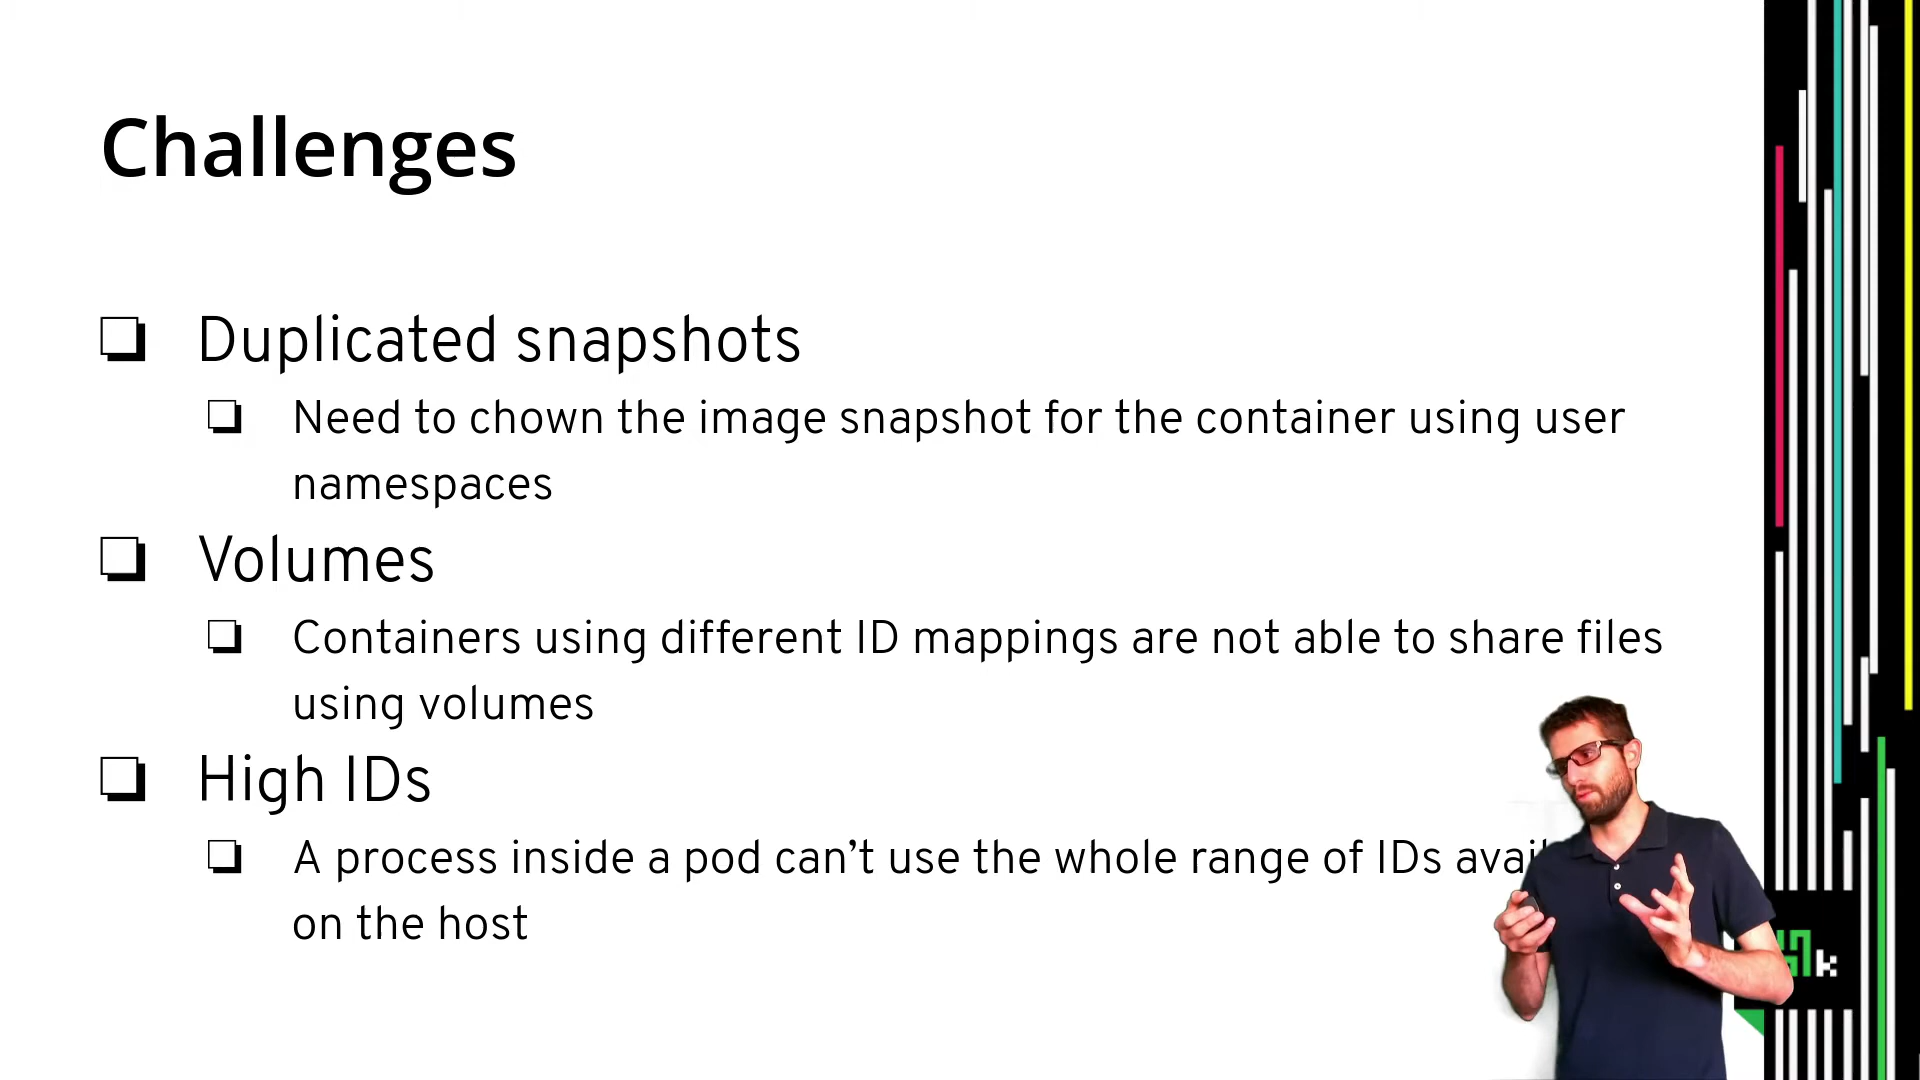 Challenges
❏ Duplicated snapshots
❏ Need to chown the image snapshot for the container using user
namespaces
❏ Volumes
❏ Containers using different ID mappings are not able to share files
using volumes
❏ High IDs
❏ A process inside a pod can’t use the whole range of IDs
on the host